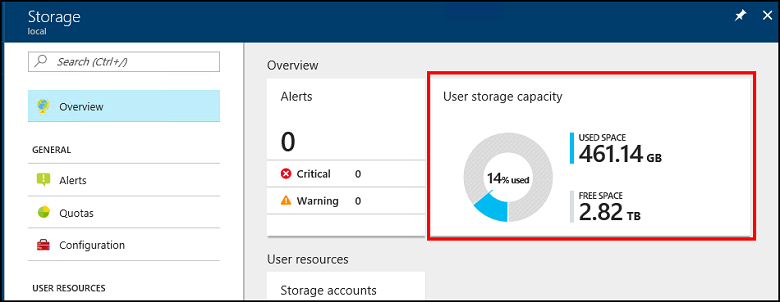 Storage
local
Search (Ctrl+/)
Overview
GENERAL
Alerts
Quotas
Configuration
USER RESOURCES
Overview
Alerts
0
Critical 0
Warning 0
User storage capacity
14% used
USED SPACE
461.14 GB
FREE SPACE
2.82 TB
User resources
Storage accounts